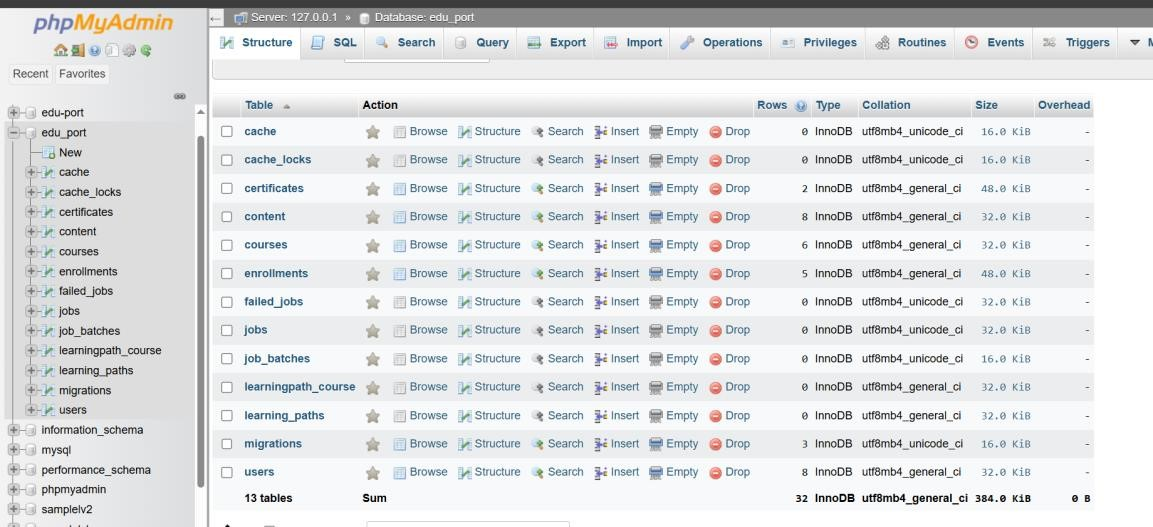 phpMyAdmin
Recent Favorites
edu-port
edu_port
New
cache
cache_locks
certificates
content
courses
enrollments
failed_jobs
jobs
job_batches
learningpath_course
learning_paths
migrations
users
information_schema
mysql
performance_schema
phpmyadmin
samplelv2
Server: 127.0.0.1 » Database: edu_port
Structure SQL Search Query Export Import Operations Privileges Routines Events Triggers
Table Action Rows Type Collation Size Overhead
cache Browse Structure Search Insert Empty Drop 0 InnoDB utf8mb4_unicode_ci 16.0 KiB -
cache_locks Browse Structure Search Insert Empty Drop 0 InnoDB utf8mb4_unicode_ci 16.0 KiB -
certificates Browse Structure Search Insert Empty Drop 2 InnoDB utf8mb4_general_ci 48.0 KiB -
content Browse Structure Search Insert Empty Drop 8 InnoDB utf8mb4_general_ci 32.0 KiB -
courses Browse Structure Search Insert Empty Drop 6 InnoDB utf8mb4_general_ci 32.0 KiB -
enrollments Browse Structure Search Insert Empty Drop 5 InnoDB utf8mb4_general_ci 48.0 KiB -
failed_jobs Browse Structure Search Insert Empty Drop 0 InnoDB utf8mb4_unicode_ci 32.0 KiB -
jobs Browse Structure Search Insert Empty Drop 0 InnoDB utf8mb4_unicode_ci 32.0 KiB -
job_batches Browse Structure Search Insert Empty Drop 0 InnoDB utf8mb4_unicode_ci 16.0 KiB -
learningpath_course Browse Structure Search Insert Empty Drop 0 InnoDB utf8mb4_general_ci 32.0 KiB -
learning_paths Browse Structure Search Insert Empty Drop 0 InnoDB utf8mb4_general_ci 32.0 KiB -
migrations Browse Structure Search Insert Empty Drop 3 InnoDB utf8mb4_unicode_ci 16.0 KiB -
users Browse Structure Search Insert Empty Drop 8 InnoDB utf8mb4_general_ci 32.0 KiB -
13 tables Sum 32 InnoDB utf8mb4_general_ci 384.0 KiB 0 B